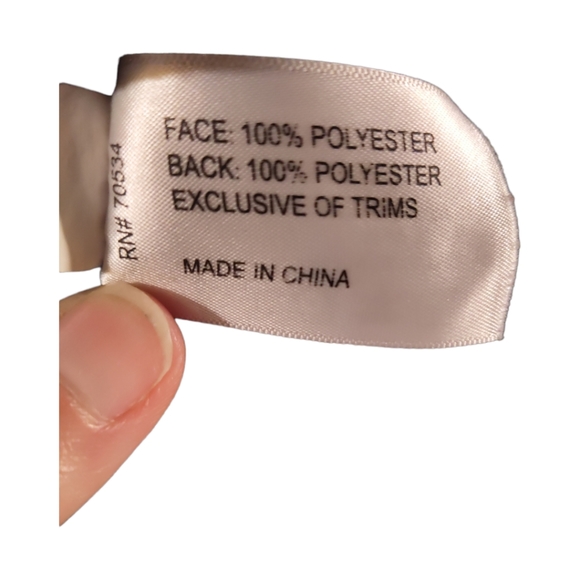 FACE: 100% POLYESTER
BACK: 100% POLYESTER
EXCLUSIVE OF TRIMS
MADE IN CHINA
RN# 70534